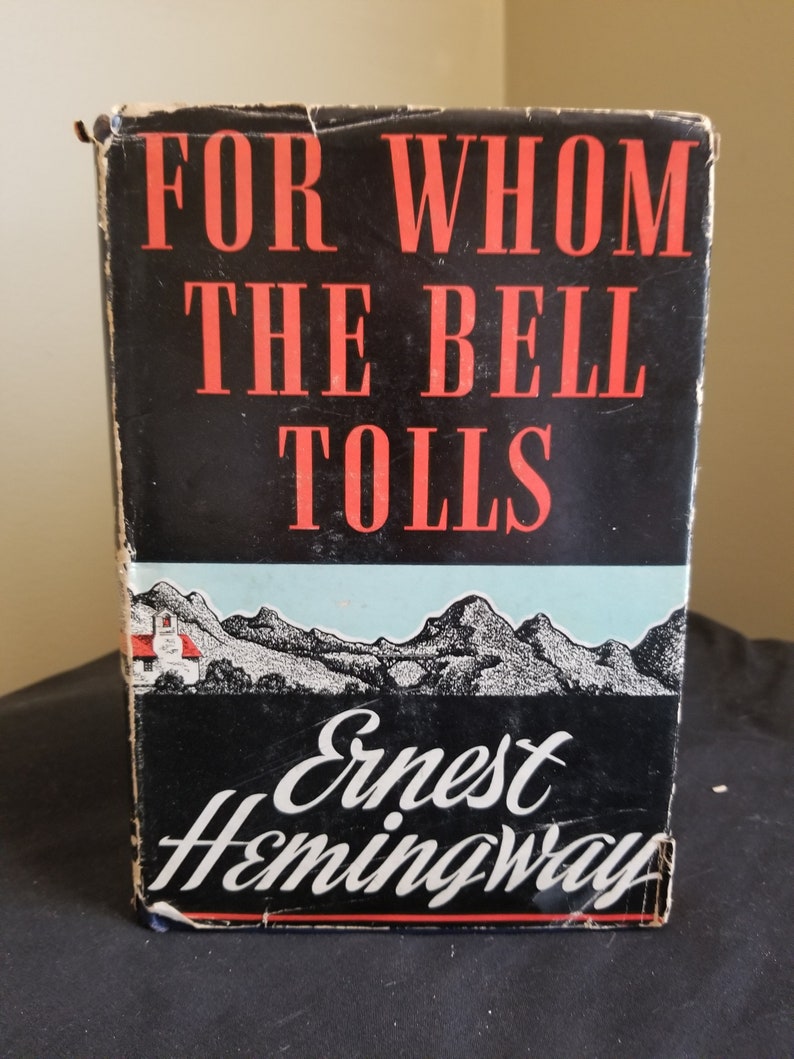 FOR WHOM
THE BELL
TOLLS
Ernest
Hemingway